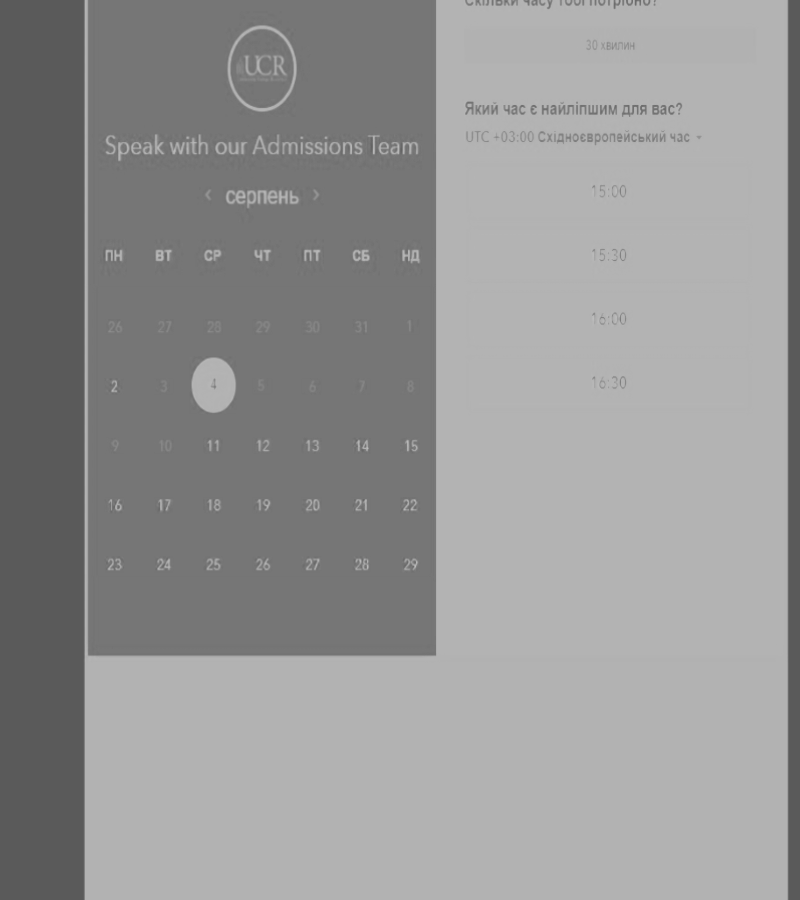 Скільки часу тобі потрібно?
30 хвилин
UCR
Speak with our Admissions Team
< серпень >
ПН ВТ СР ЧТ ПТ СБ НД
26 27 28 29 30 31 1
2 3 4 5 6 7 8
9 10 11 12 13 14 15
16 17 18 19 20 21 22
23 24 25 26 27 28 29
Який час є найліпшим для вас?
UTC +03:00 Східноєвропейський час
15:00
15:30
16:00
16:30